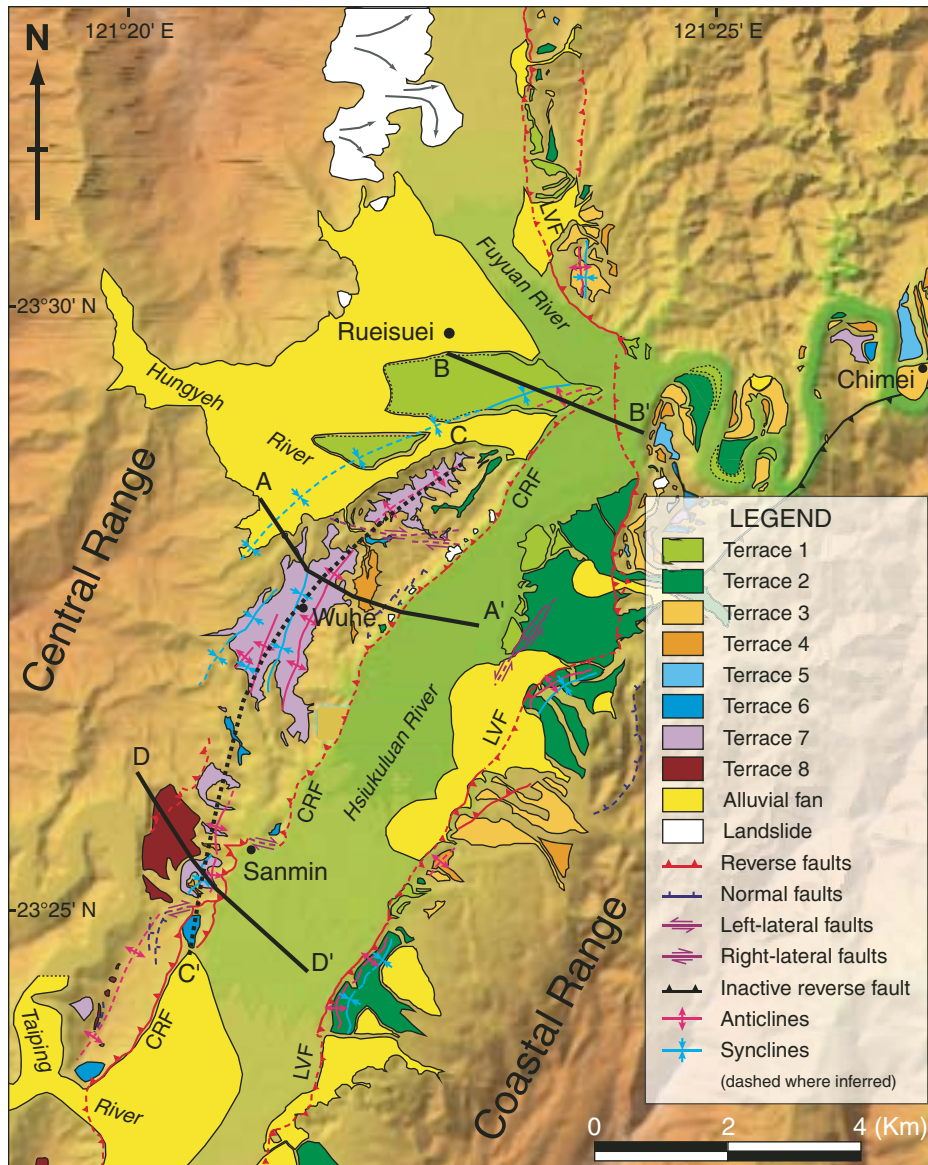 121°20' E
121°25' E
N
LVF
Fuyuan River
23°30' N
Rueisuei
Hungyeh
River
B
Chimei
B'
C
CRF
A
Central Range
Wuhe
A'
LEGEND
Terrace 1
Terrace 2
Terrace 3
Terrace 4
Terrace 5
Terrace 6
Terrace 7
Terrace 8
Alluvial fan
Landslide
Reverse faults
Normal faults
Left-lateral faults
Right-lateral faults
Inactive reverse fault
Anticlines
Synclines
(dashed where inferred)
Hsiukuluan River
LVF
D
CRF
Sanmin
23°25' N
D'
C'
Coastal Range
Taiping
River
CRF
LVF
0 2 4 (Km)